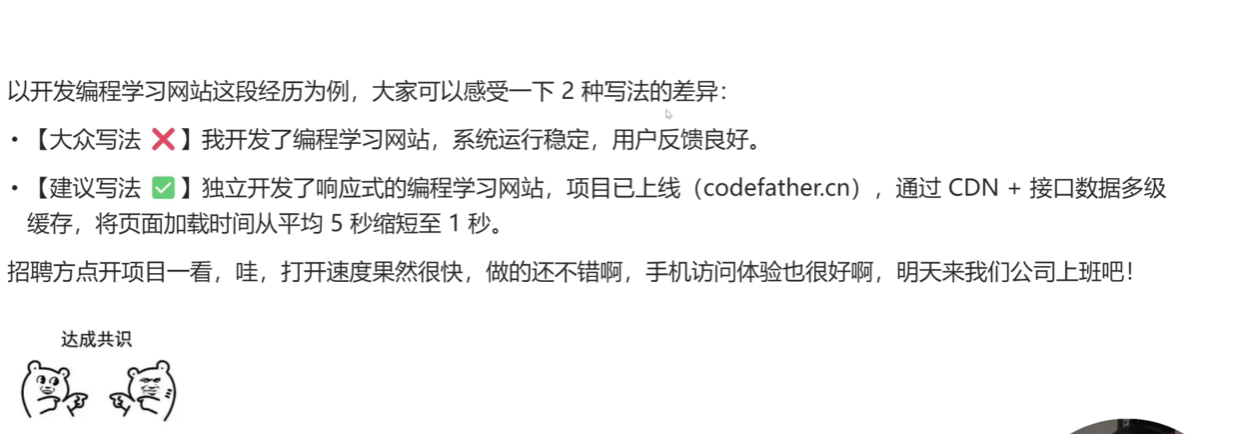 以开发编程学习网站这段经历为例，大家可以感受一下 2 种写法的差异：
• 【大众写法 ❌】我开发了编程学习网站，系统运行稳定，用户反馈良好。
• 【建议写法 ✅】独立开发了响应式的编程学习网站，项目已上线（codefather.cn），通过 CDN + 接口数据多级
缓存，将页面加载时间从平均 5 秒缩短至 1 秒。
招聘方点开项目一看，哇，打开速度果然很快，做的还不错啊，手机访问体验也很好啊，明天来我们公司上班吧！
达成共识